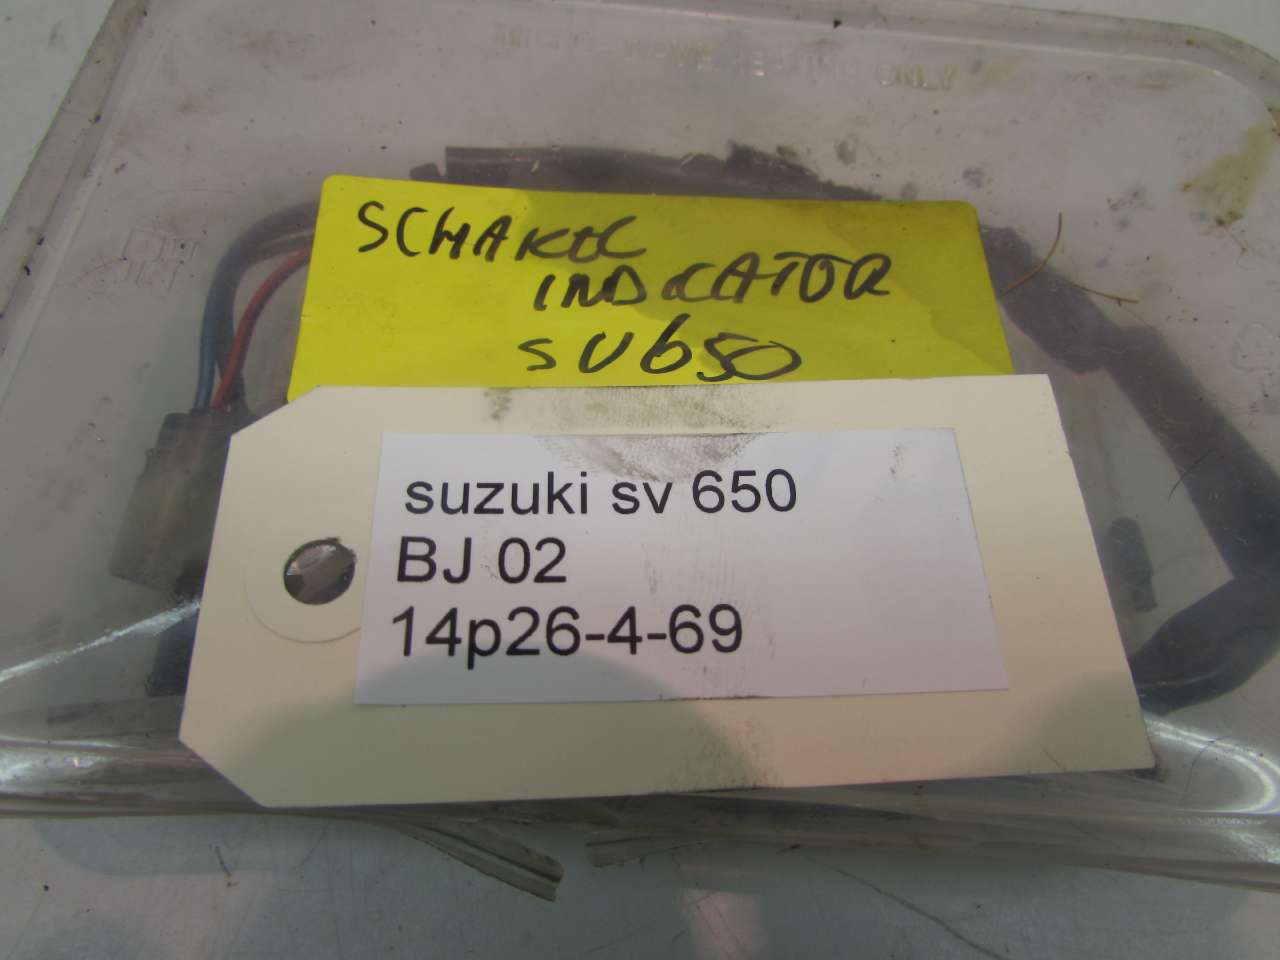 SCHAKEL
INDICATOR
SV650
suzuki sv 650
BJ 02
14p26-4-69